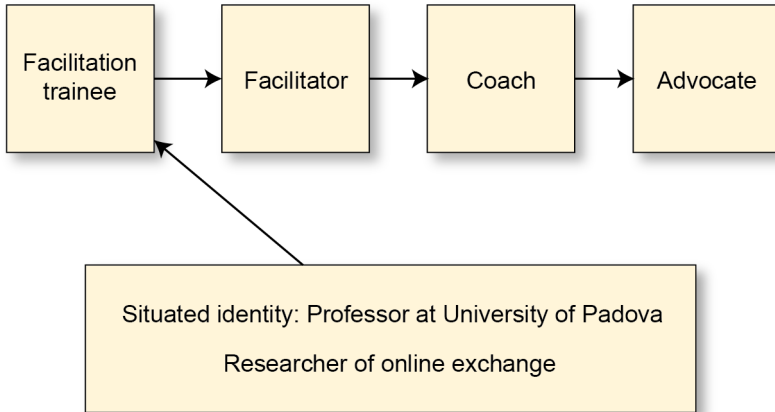 Facilitation
trainee
Facilitator
Coach
Advocate
Situated identity: Professor at University of Padova
Researcher of online exchange